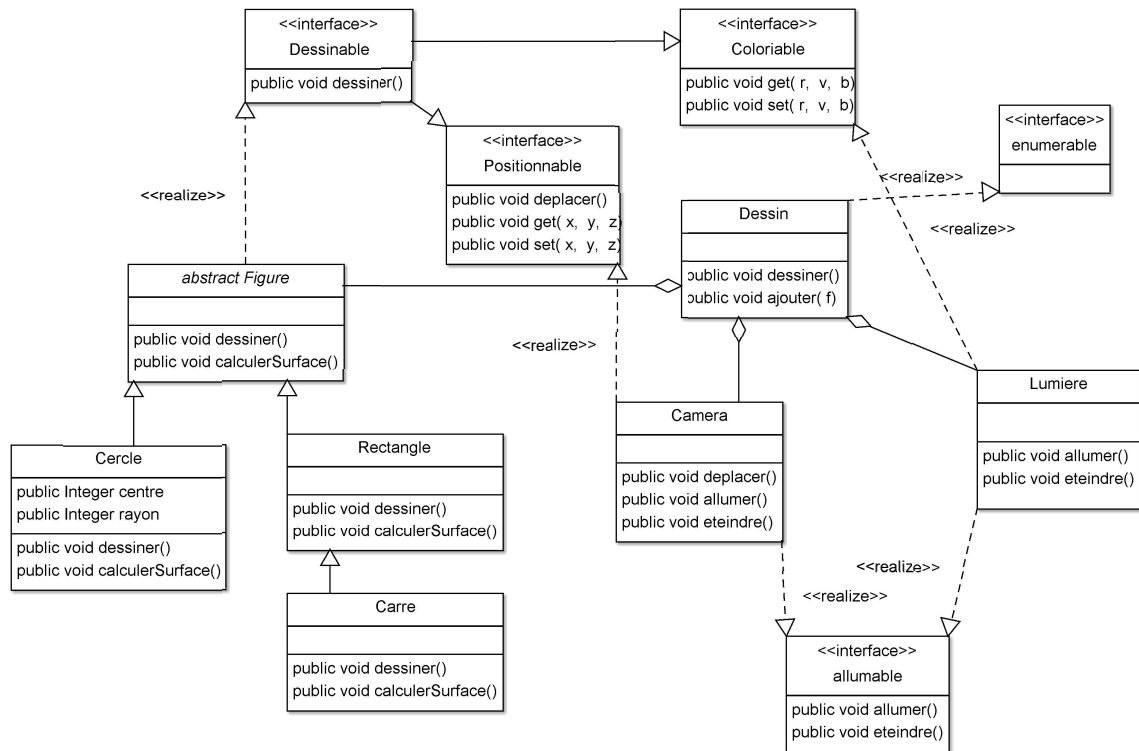 <<interface>>
Dessinable
public void dessiner()
<<interface>>
Coloriable
public void get( r, v, b)
public void set( r, v, b)
<<interface>>
enumerable
<<interface>>
Positionnable
public void deplacer()
public void get( x, y, z)
public void set( x, y, z)
<<realize>>
<<realize>>
<<realize>>
Dessin
public void dessiner()
public void ajouter( f)
abstract Figure
public void dessiner()
public void calculerSurface()
<<realize>>
Lumiere
public void allumer()
public void eteindre()
Camera
public void deplacer()
public void allumer()
public void eteindre()
Cercle
public Integer centre
public Integer rayon
public void dessiner()
public void calculerSurface()
Rectangle
public void dessiner()
public void calculerSurface()
Carre
public void dessiner()
public void calculerSurface()
<<realize>>
<<realize>>
<<interface>>
allumable
public void allumer()
public void eteindre()